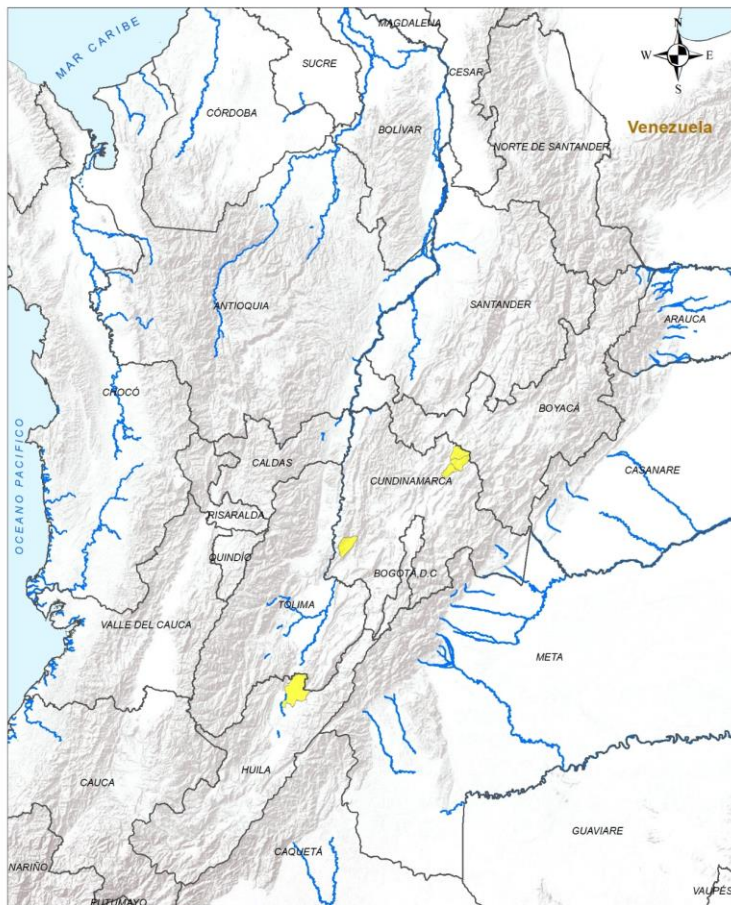 MAGDALENA
N
MAR CARIBE
SUCRE
W
E
CESAR
S
CÓRDOBA
BOLÍVAR
Venezuela
NORTE DE SANTANDER
ANTIOQUIA
SANTANDER
ARAUCA
CHOCÓ
BOYACÁ
CALDAS
CASANARE
CUNDINAMARCA
OCEANO PACIFICO
RISARALDA
QUINDÍO
BOGOTÁ, D.C
TOLIMA
VALLE DEL CAUCA
META
HUILA
CAUCA
GUAVIARE
CAQUETÁ
NARIÑO
VAUPÉS
PUTUMAYO